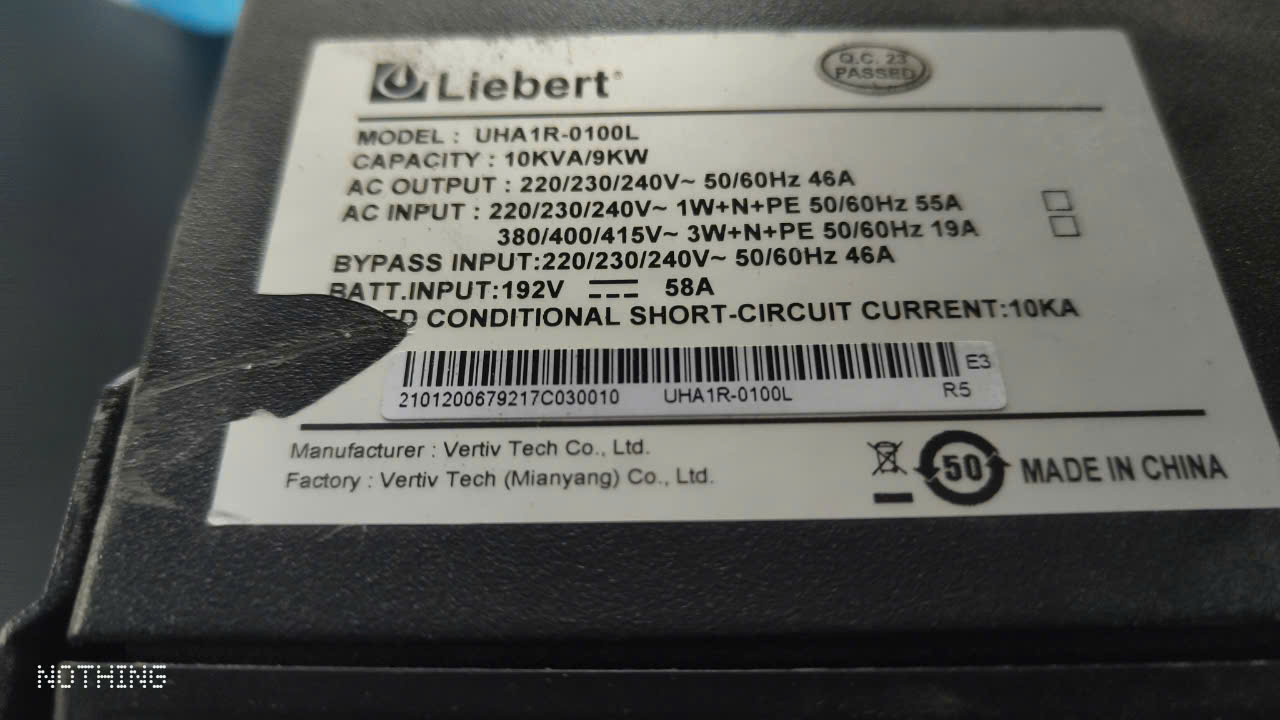 Liebert®
Q.C. 23
PASSED
MODEL : UHA1R-0100L
CAPACITY : 10KVA/9KW
AC OUTPUT : 220/230/240V~ 50/60Hz 46A
AC INPUT : 220/230/240V~ 1W+N+PE 50/60Hz 55A
380/400/415V~ 3W+N+PE 50/60Hz 19A
BYPASS INPUT:220/230/240V~ 50/60Hz 46A
BATT.INPUT:192V 58A
CONDITIONAL SHORT-CIRCUIT CURRENT:10KA
E3
2101200679217C030010 UHA1R-0100L R5
Manufacturer : Vertiv Tech Co., Ltd.
Factory : Vertiv Tech (Mianyang) Co., Ltd.
50 MADE IN CHINA
NOTHING